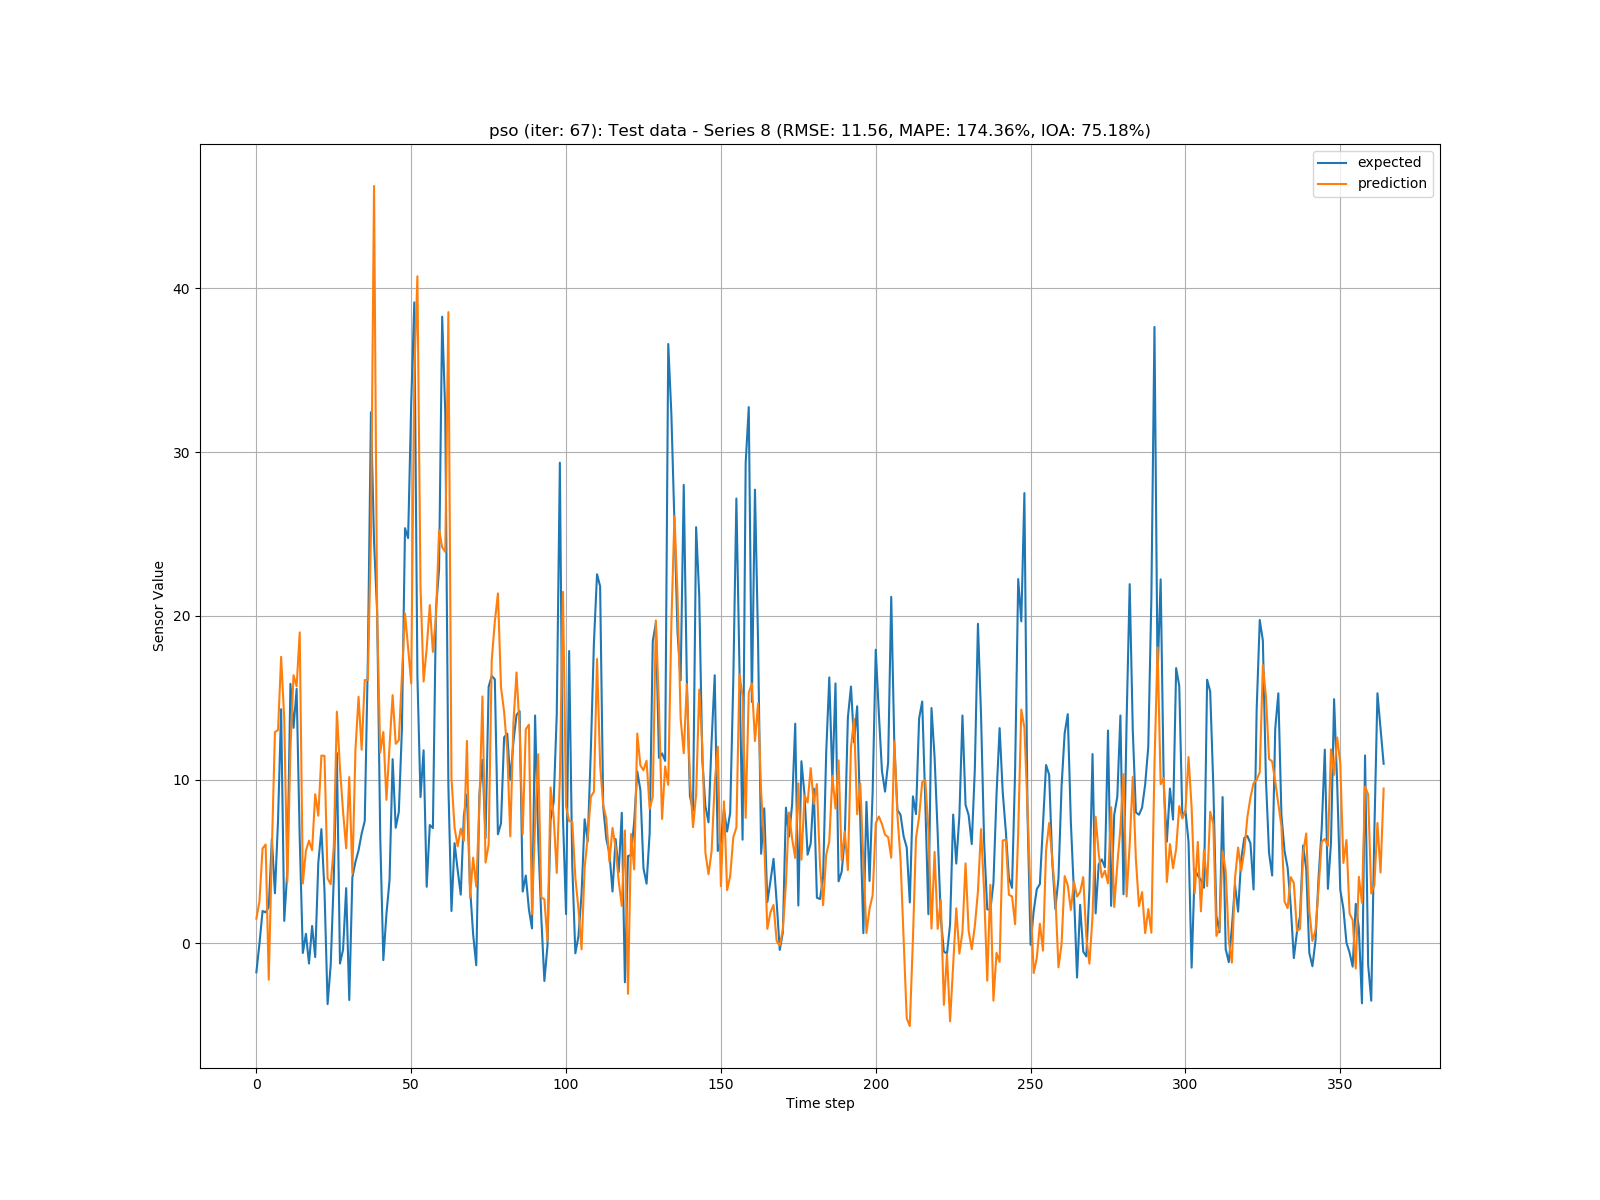 pso (iter: 67): Test data - Series 8 (RMSE: 11.56, MAPE: 174.36%, IOA: 75.18%)
expected
prediction
40
30
20
10
0
Sensor Value
0 50 100 150 200 250 300 350
Time step